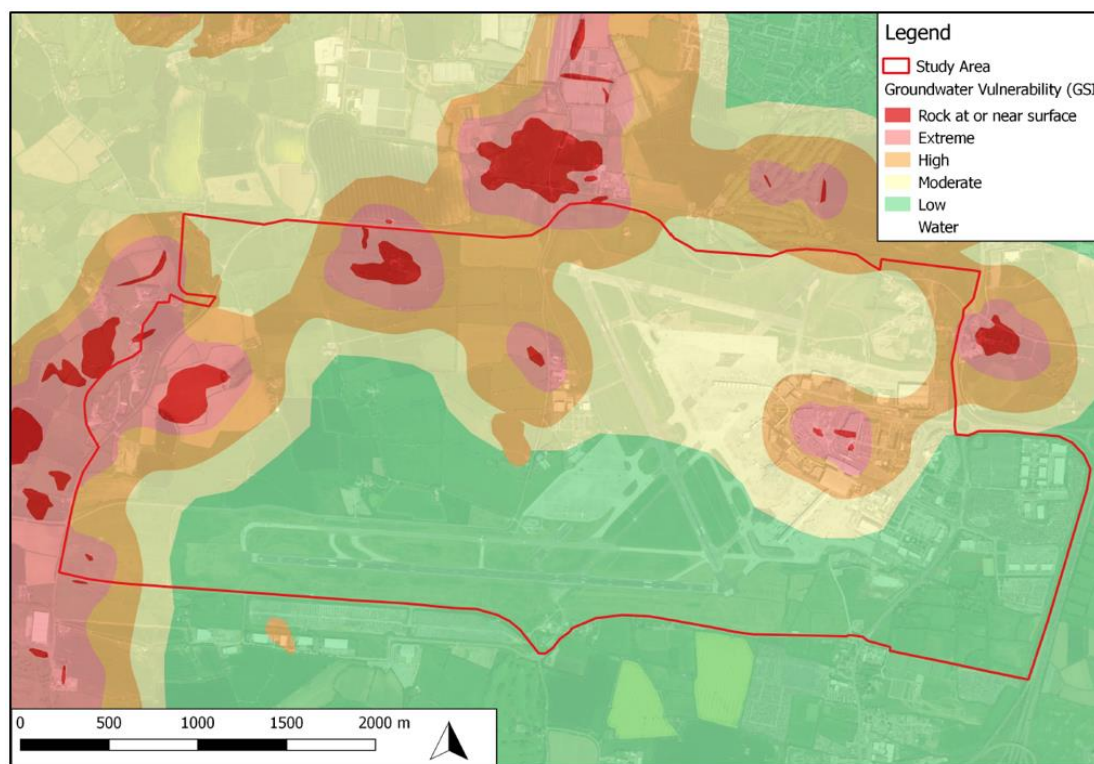 Legend
Study Area
Groundwater Vulnerability (GSI
Rock at or near surface
Extreme
High
Moderate
Low
Water
0 500 1000 1500 2000 m